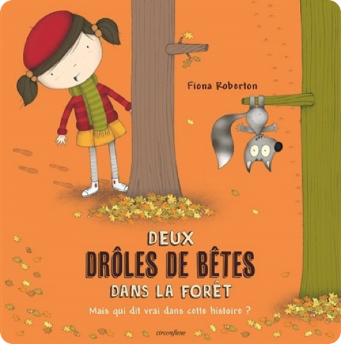 Fiona Roberton
DEUX
DRÔLES DE BÊTES
DANS LA FORÊT
Mais qui dit vrai dans cette histoire ?
circonflexe